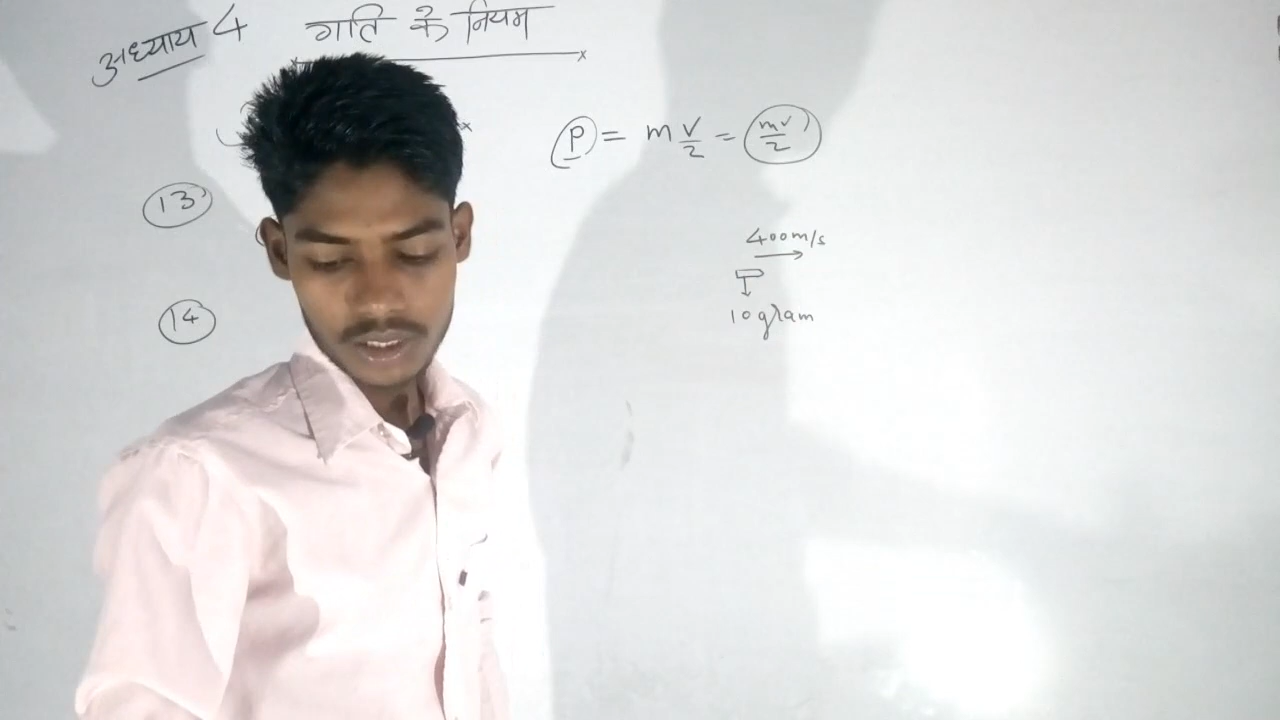 अध्याय 4 गति के नियम
P = m v/2 = mv/2
13
400m/s
10 gram
14